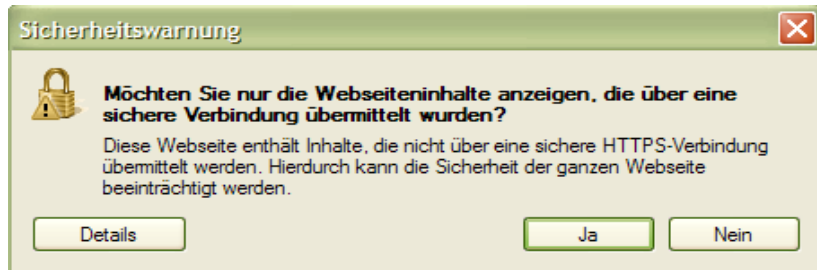 Sicherheitswarnung
Möchten Sie nur die Webseiteninhalte anzeigen, die über eine
sichere Verbindung übermittelt wurden?
Diese Webseite enthält Inhalte, die nicht über eine sichere HTTPS-Verbindung
übermittelt werden. Hierdurch kann die Sicherheit der ganzen Webseite
beeinträchtigt werden.
Details
Ja
Nein